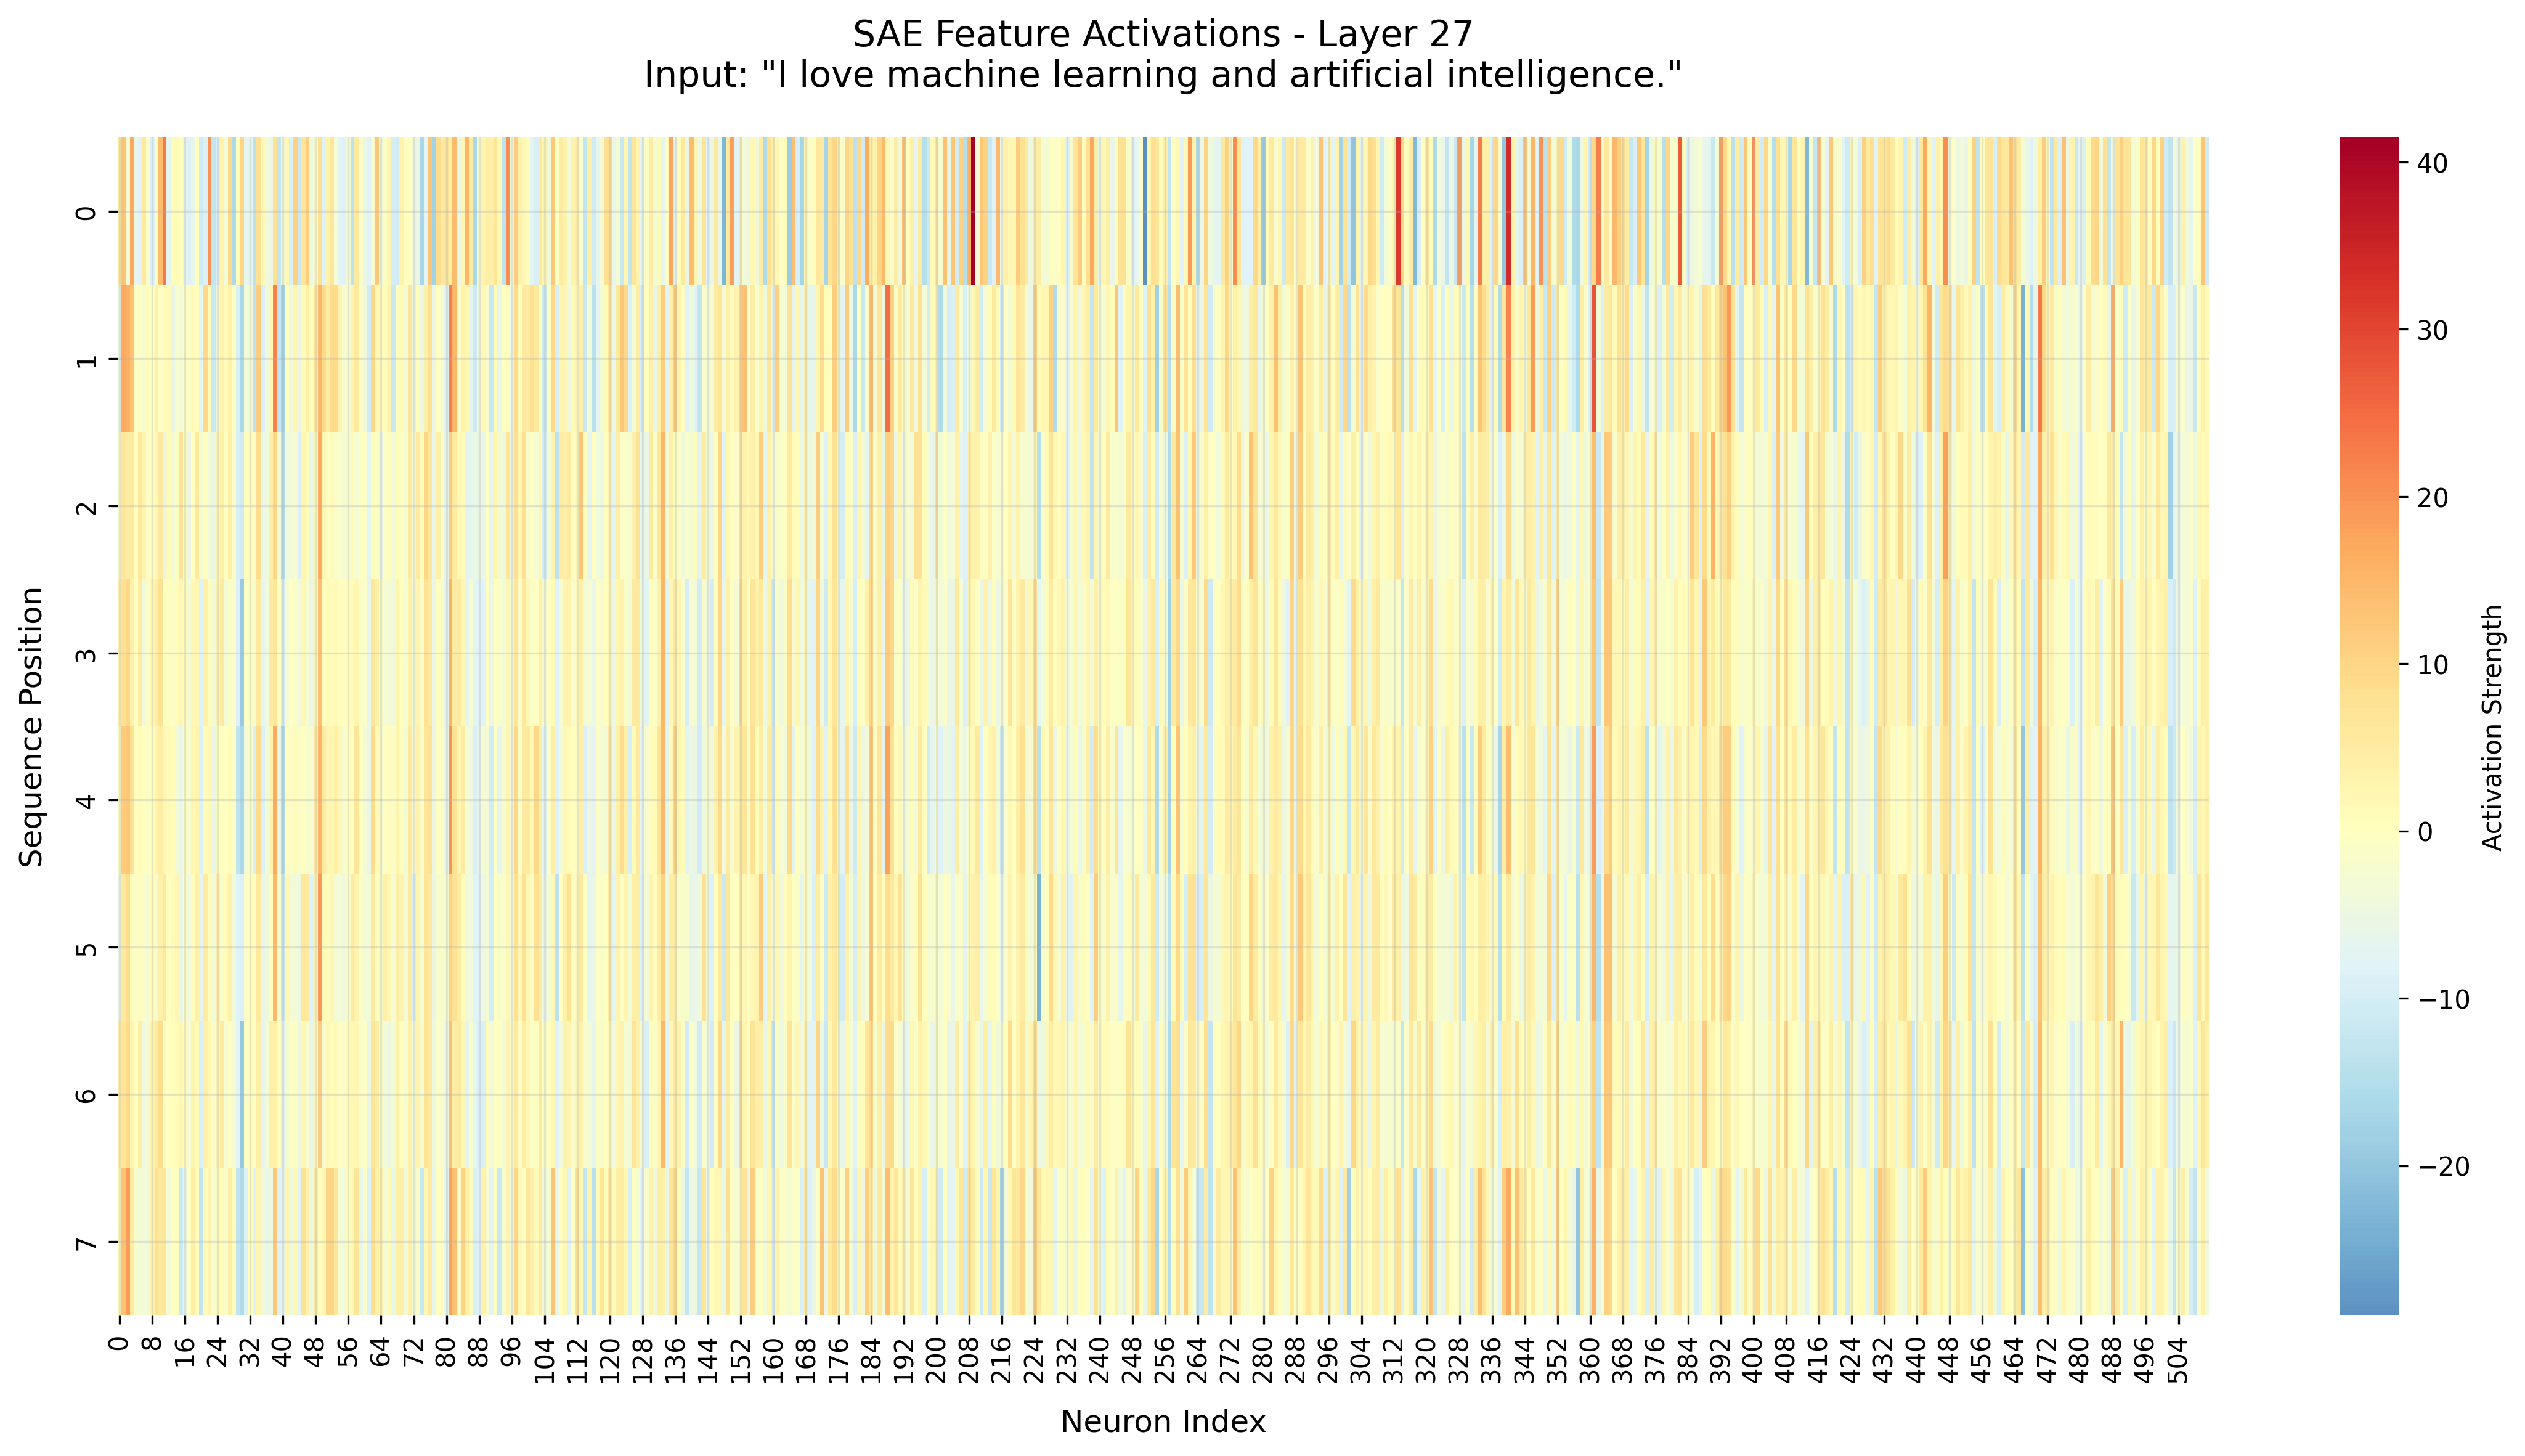 SAE Feature Activations - Layer 27
Input: "I love machine learning and artificial intelligence."
Sequence Position
0
1
2
3
4
5
6
7
0 8 16 24 32 40 48 56 64 72 80 88 96 104 112 120 128 136 144 152 160 168 176 184 192 200 208 216 224 232 240 248 256 264 272 280 288 296 304 312 320 328 336 344 352 360 368 376 384 392 400 408 416 424 432 440 448 456 464 472 480 488 496 504
Neuron Index
40
30
20
10
0
−10
−20
Activation Strength